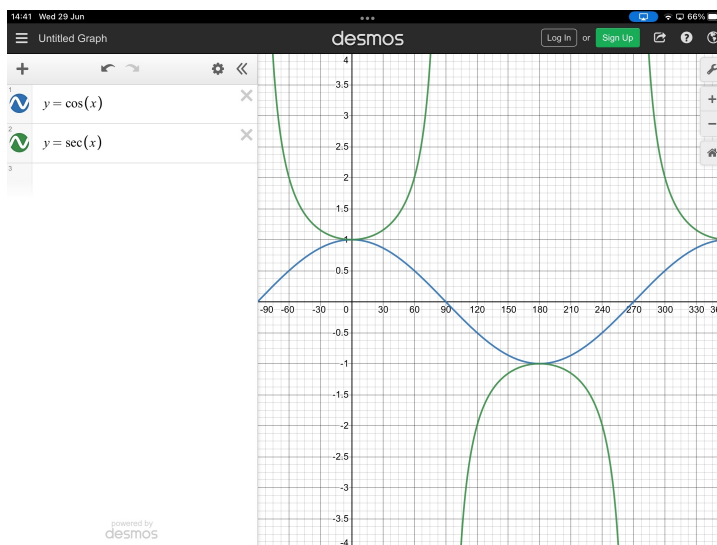 14:41 Wed 29 Jun
66%
Untitled Graph
desmos
Log In or Sign Up
1
y = cos(x)
2
y = sec(x)
3
powered by
desmos
4
3.5
3
2.5
2
1.5
1
0.5
-90 -60 -30 0 30 60 90 120 150 180 210 240 270 300 330 36
-0.5
-1
-1.5
-2
-2.5
-3
-3.5
-4